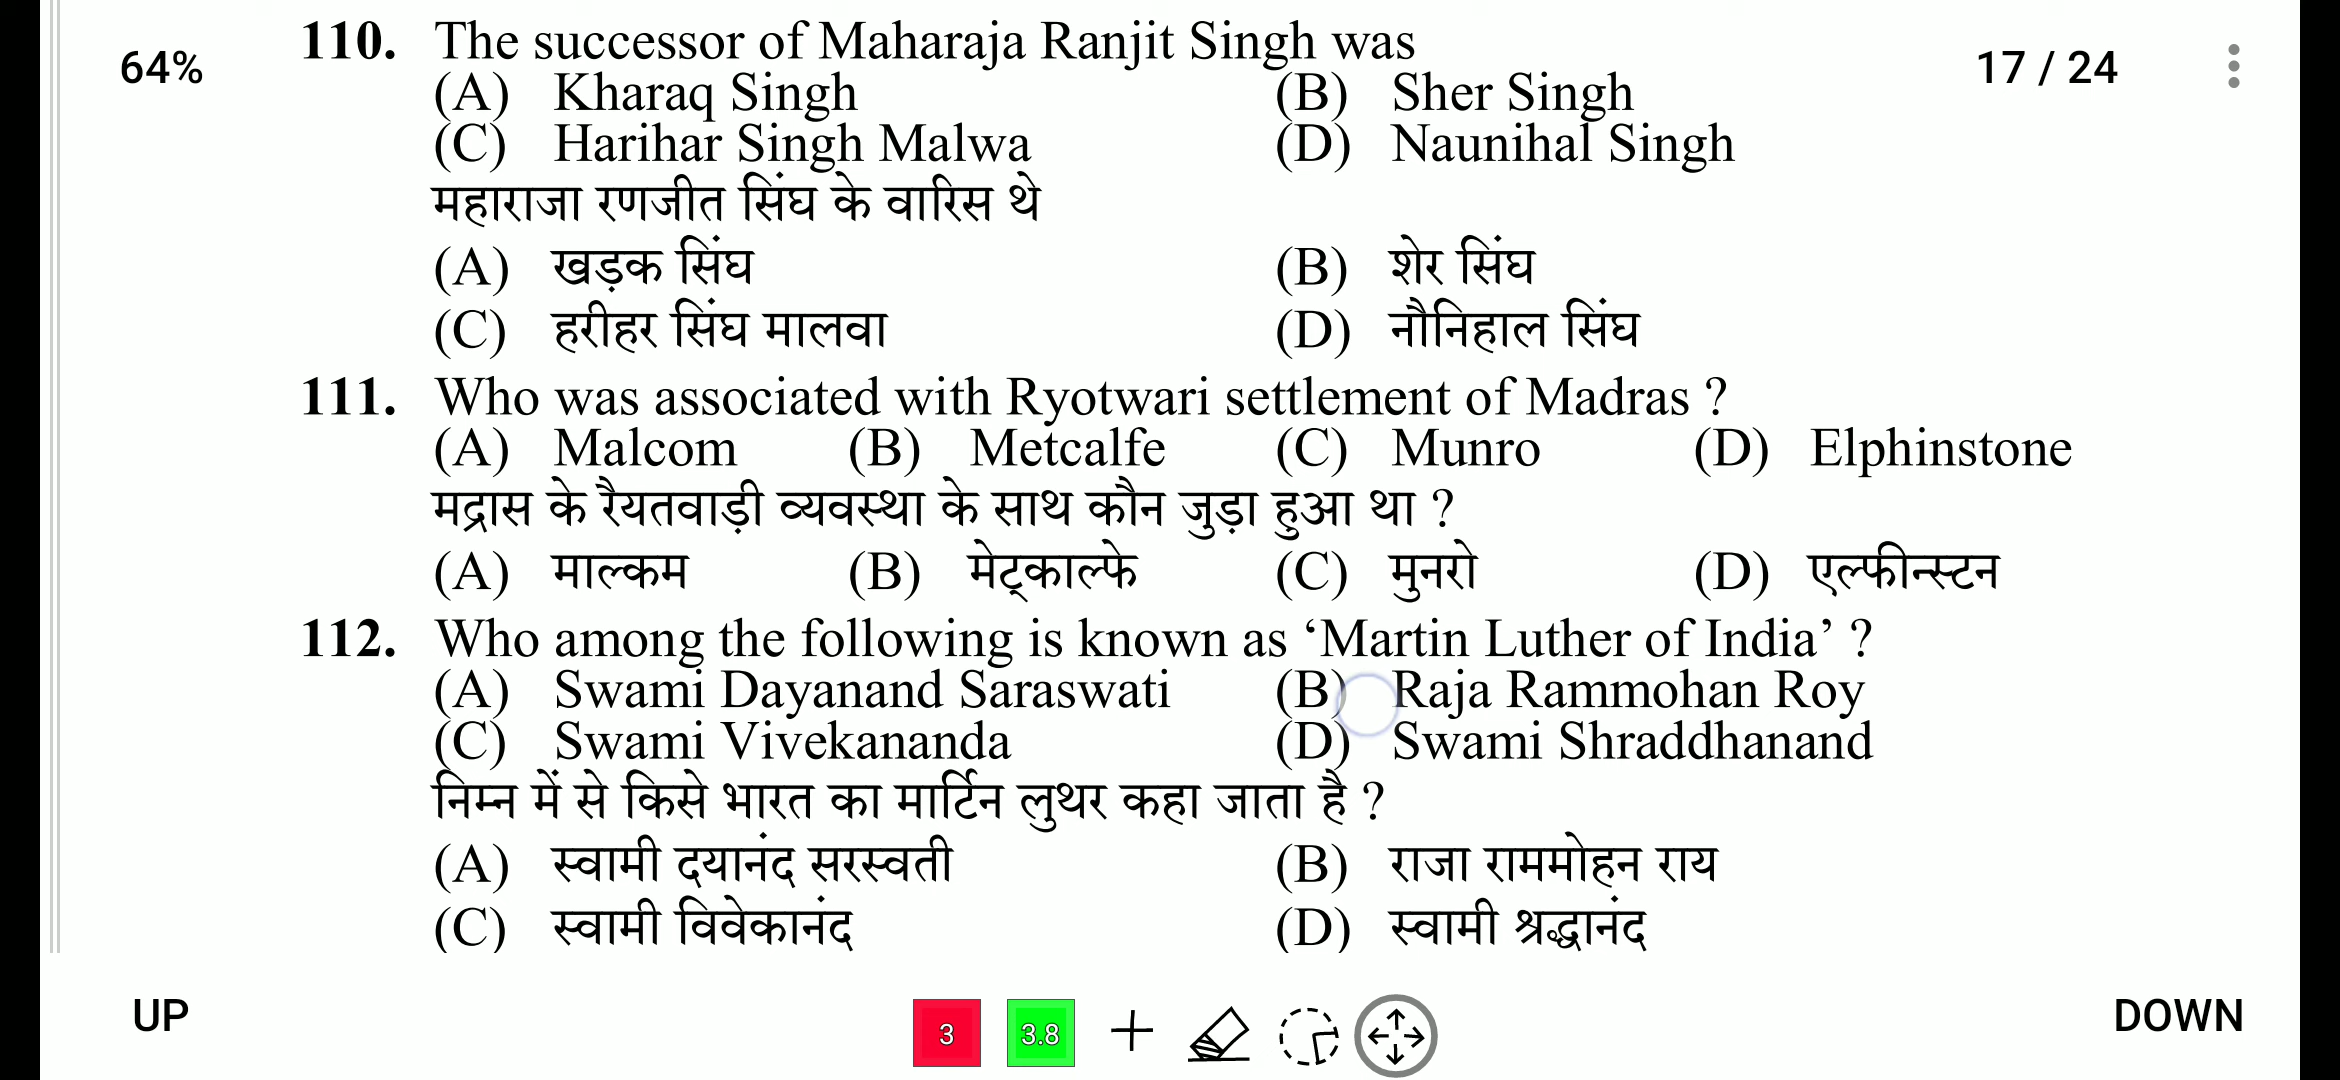 64%
17 / 24
110. The successor of Maharaja Ranjit Singh was
(A) Kharaq Singh (B) Sher Singh
(C) Harihar Singh Malwa (D) Naunihal Singh
महाराजा रणजीत सिंघ के वारिस थे
(A) खड़क सिंघ (B) शेर सिंघ
(C) हरीहर सिंघ मालवा (D) नौनिहाल सिंघ
111. Who was associated with Ryotwari settlement of Madras ?
(A) Malcom (B) Metcalfe (C) Munro (D) Elphinstone
मद्रास के रैयतवाड़ी व्यवस्था के साथ कौन जुड़ा हुआ था ?
(A) माल्कम (B) मेट्काल्फे (C) मुनरो (D) एल्फीन्स्टन
112. Who among the following is known as ‘Martin Luther of India’ ?
(A) Swami Dayanand Saraswati (B) Raja Rammohan Roy
(C) Swami Vivekananda (D) Swami Shraddhanand
निम्न में से किसे भारत का मार्टिन लुथर कहा जाता है ?
(A) स्वामी दयानंद सरस्वती (B) राजा राममोहन राय
(C) स्वामी विवेकानंद (D) स्वामी श्रद्धानंद
UP 3 3.8 DOWN